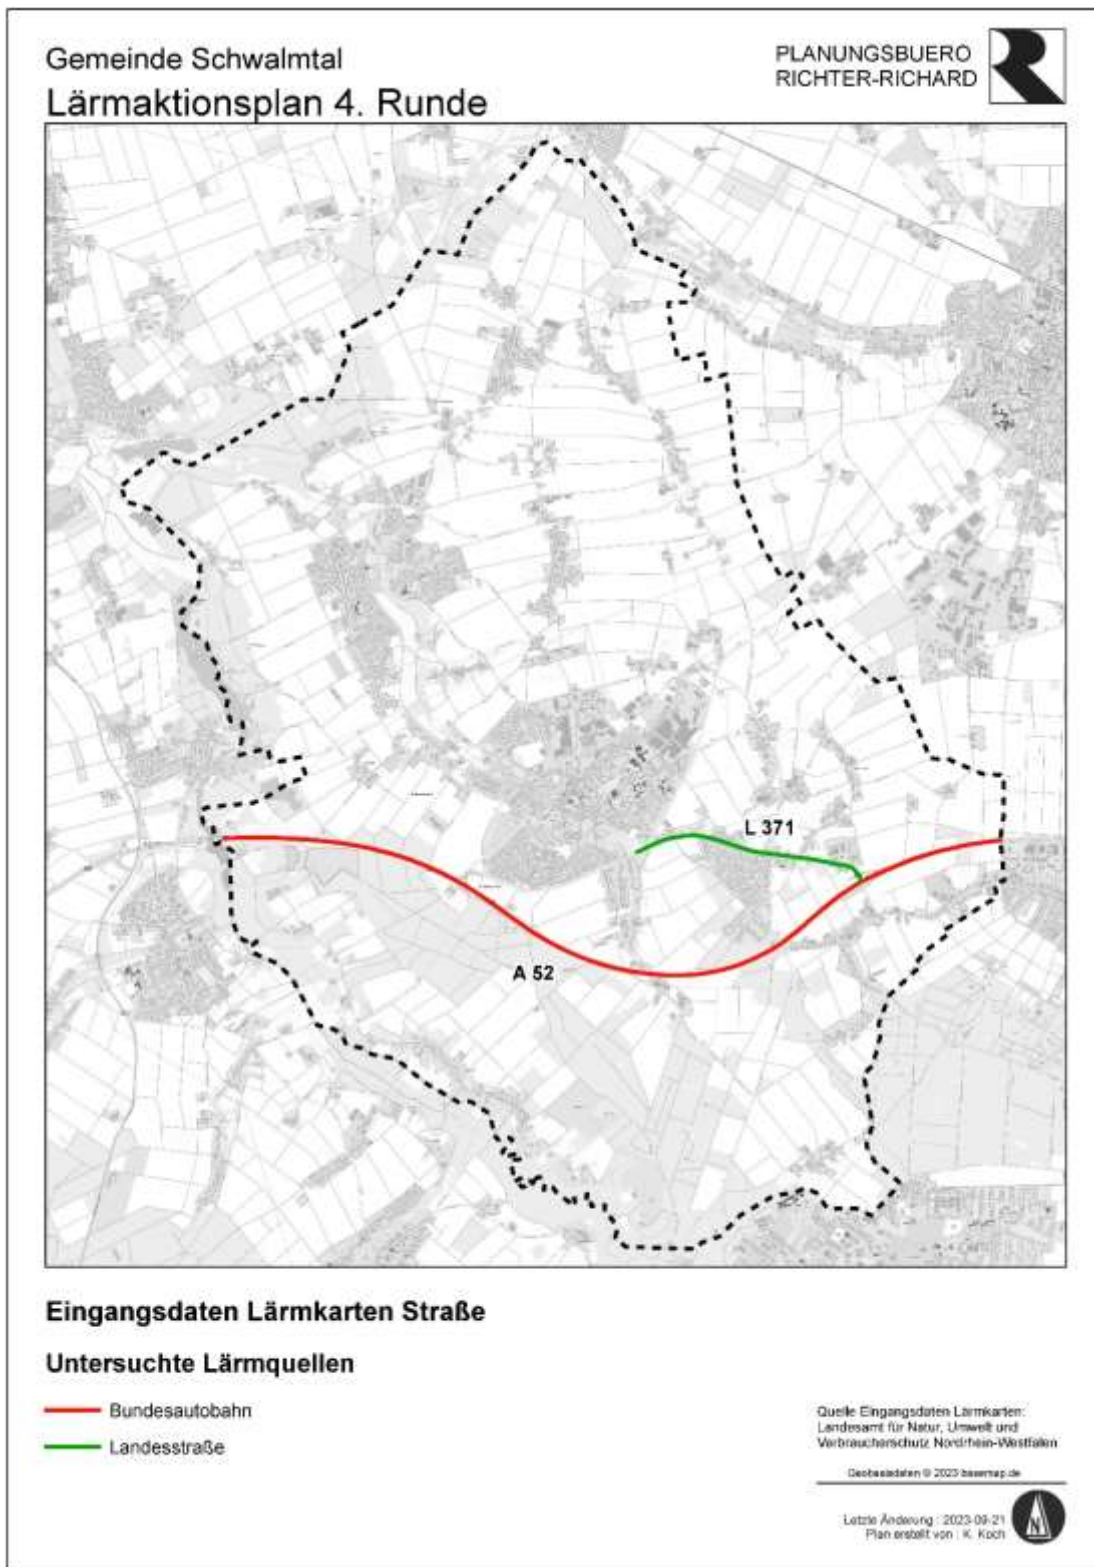 Gemeinde Schwalmtal
Lärmaktionsplan 4. Runde
PLANUNGSBUERO
RICHTER-RICHARD
L 371
A 52
Eingangsdaten Lärmkarten Straße
Untersuchte Lärmquellen
Bundesautobahn
Landesstraße
Quelle Eingangsdaten Lärmkarten:
Landesamt für Natur, Umwelt und
Verbraucherschutz Nordrhein-Westfalen
Geobasisdaten © 2023 basemap.de
Letzte Änderung : 2023-09-21
Plan erstellt von : K. Koch
N